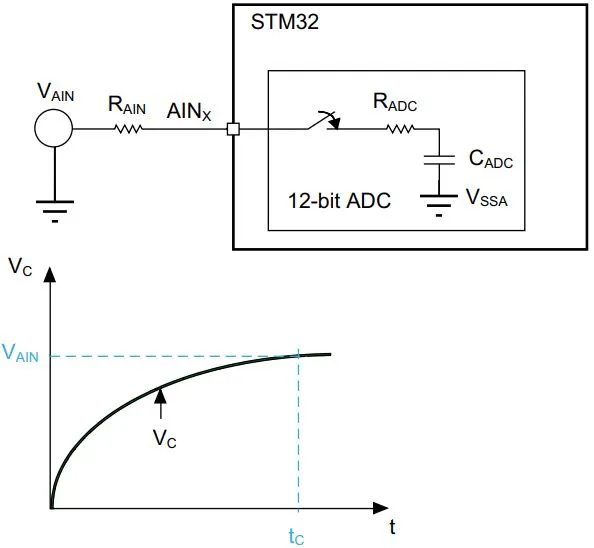 STM32
VAIN
RAIN
AINX
RADC
CADC
12-bit ADC
VSSA
VC
VAIN
VC
tC
t